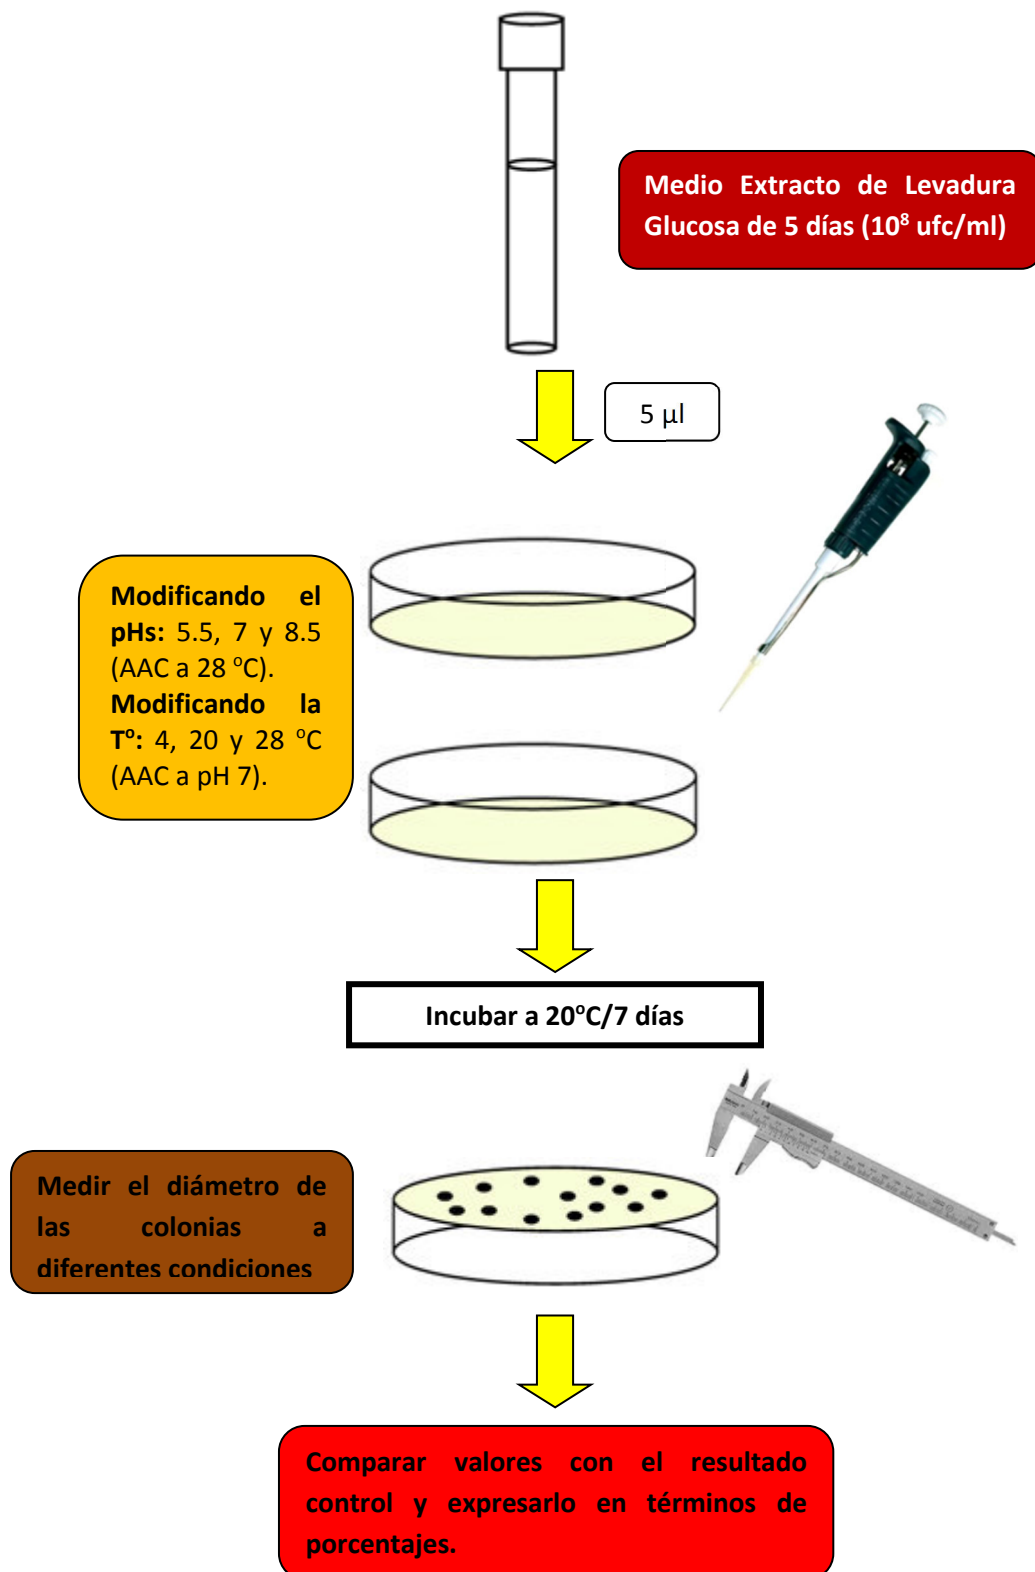 Medio Extracto de Levadura
Glucosa de 5 días (10⁸ ufc/ml)
5 µl
Modificando el
pHs: 5.5, 7 y 8.5
(AAC a 28 °C).
Modificando la
Tº: 4, 20 y 28 °C
(AAC a pH 7).
Incubar a 20°C/7 días
Medir el diámetro de
las colonias a
diferentes condiciones
Comparar valores con el resultado
control y expresarlo en términos de
porcentajes.